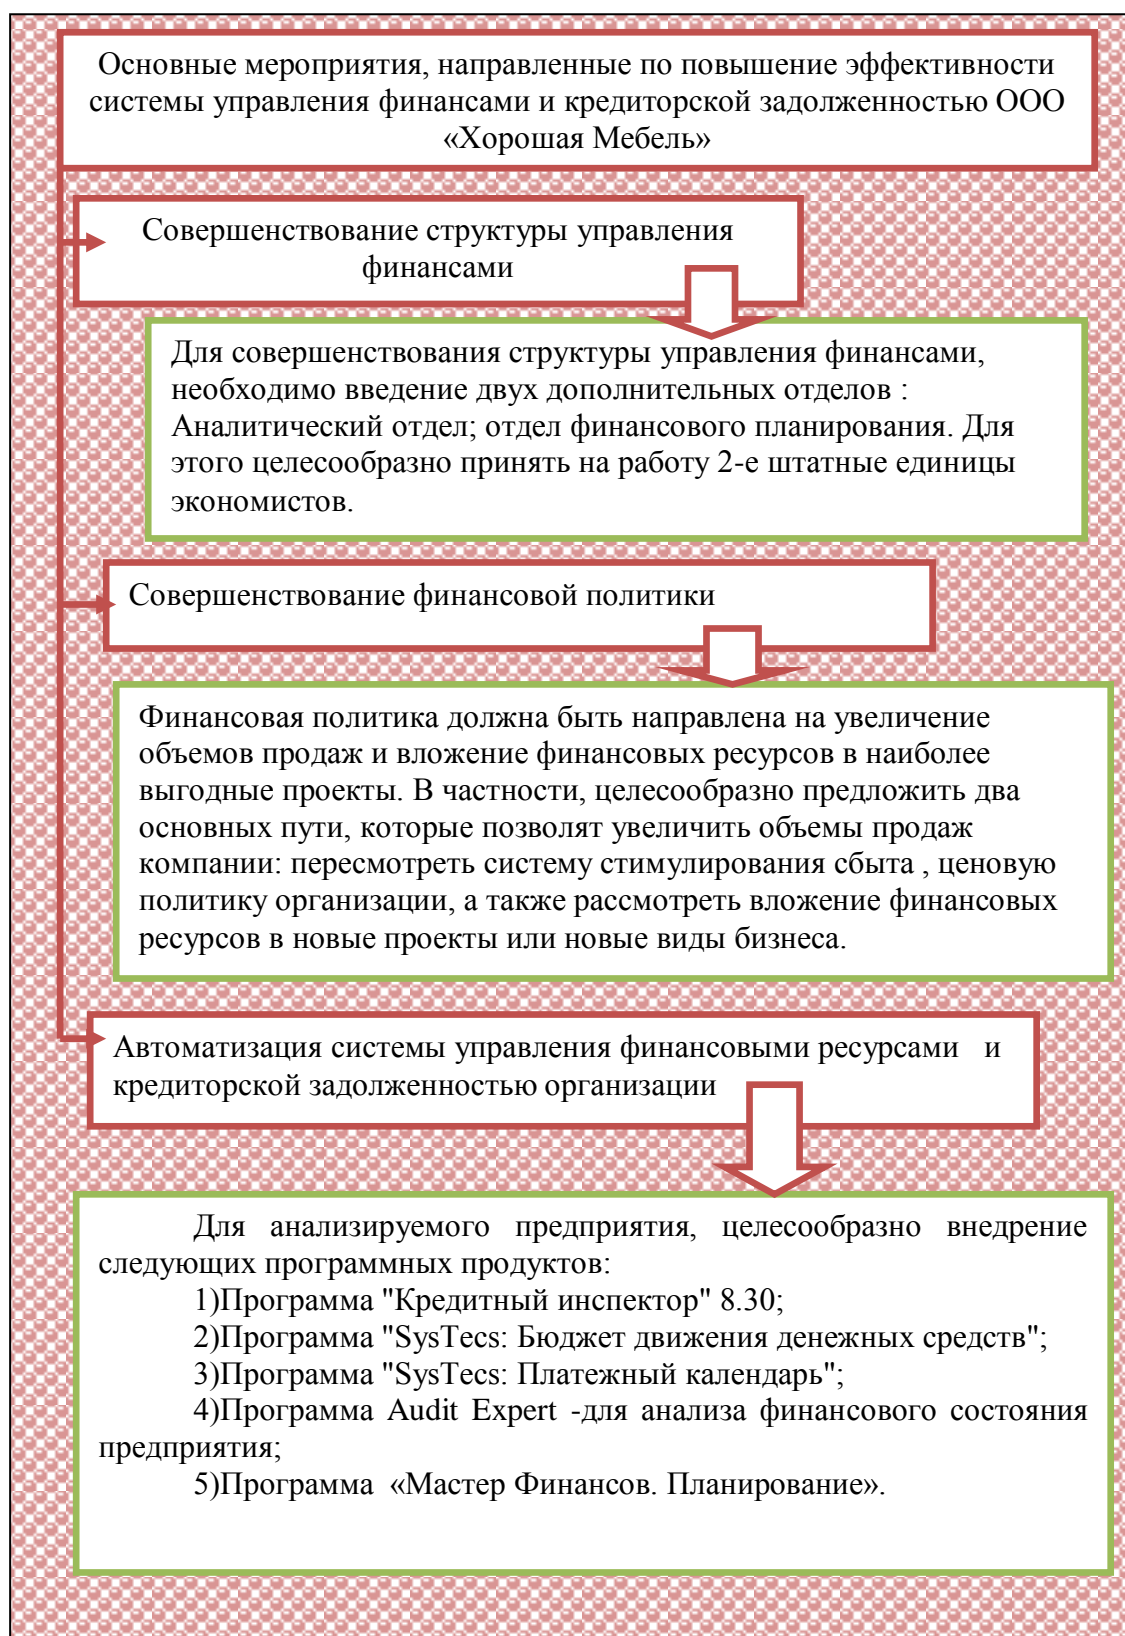 Основные мероприятия, направленные по повышение эффективности
системы управления финансами и кредиторской задолженностью ООО
«Хорошая Мебель»
Совершенствование структуры управления
финансами
Для совершенствования структуры управления финансами,
необходимо введение двух дополнительных отделов :
Аналитический отдел; отдел финансового планирования. Для
этого целесообразно принять на работу 2-е штатные единицы
экономистов.
Совершенствование финансовой политики
Финансовая политика должна быть направлена на увеличение
объемов продаж и вложение финансовых ресурсов в наиболее
выгодные проекты. В частности, целесообразно предложить два
основных пути, которые позволят увеличить объемы продаж
компании: пересмотреть систему стимулирования сбыта , ценовую
политику организации, а также рассмотреть вложение финансовых
ресурсов в новые проекты или новые виды бизнеса.
Автоматизация системы управления финансовыми ресурсами и
кредиторской задолженностью организации
Для анализируемого предприятия, целесообразно внедрение
следующих программных продуктов:
1)Программа "Кредитный инспектор" 8.30;
2)Программа "SysTecs: Бюджет движения денежных средств";
3)Программа "SysTecs: Платежный календарь";
4)Программа Audit Expert -для анализа финансового состояния
предприятия;
5)Программа «Мастер Финансов. Планирование».